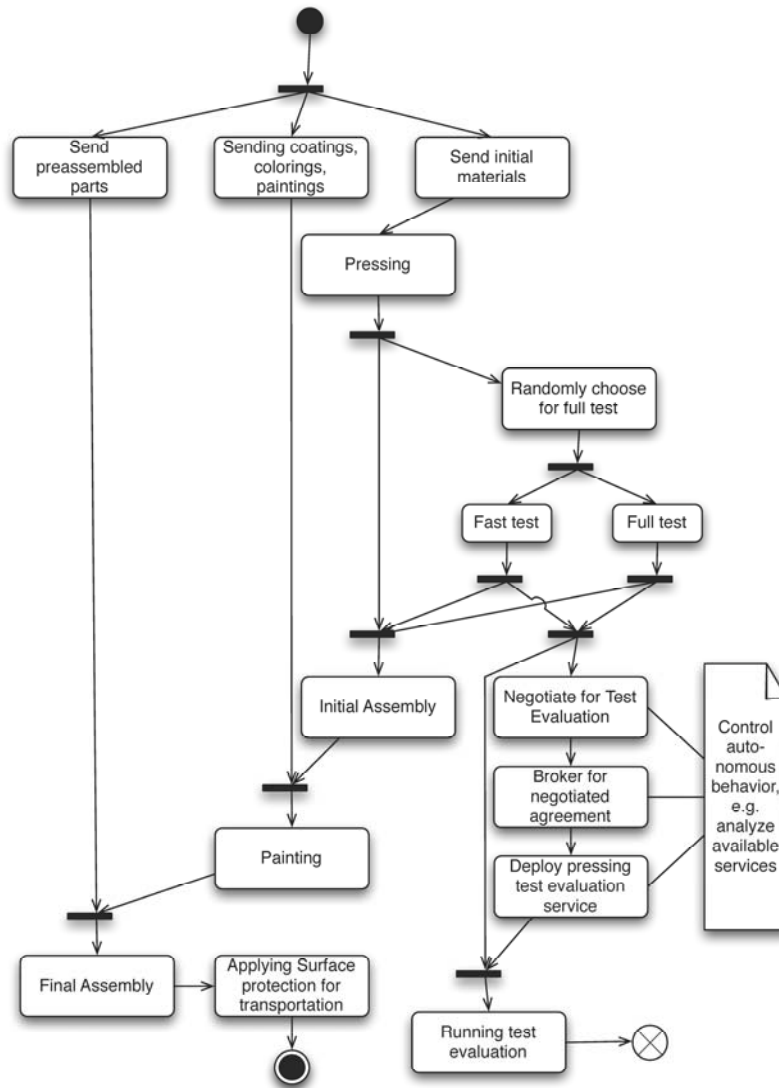 Send
preassembled
parts
Sending coatings,
colorings,
paintings
Send initial
materials
Pressing
Randomly choose
for full test
Fast test
Full test
Initial Assembly
Negotiate for Test
Evaluation
Broker for
negotiated
agreement
Deploy pressing
test evaluation
service
Control
auto-
nomous
behavior,
e.g.
analyze
available
services
Painting
Final Assembly
Applying Surface
protection for
transportation
Running test
evaluation